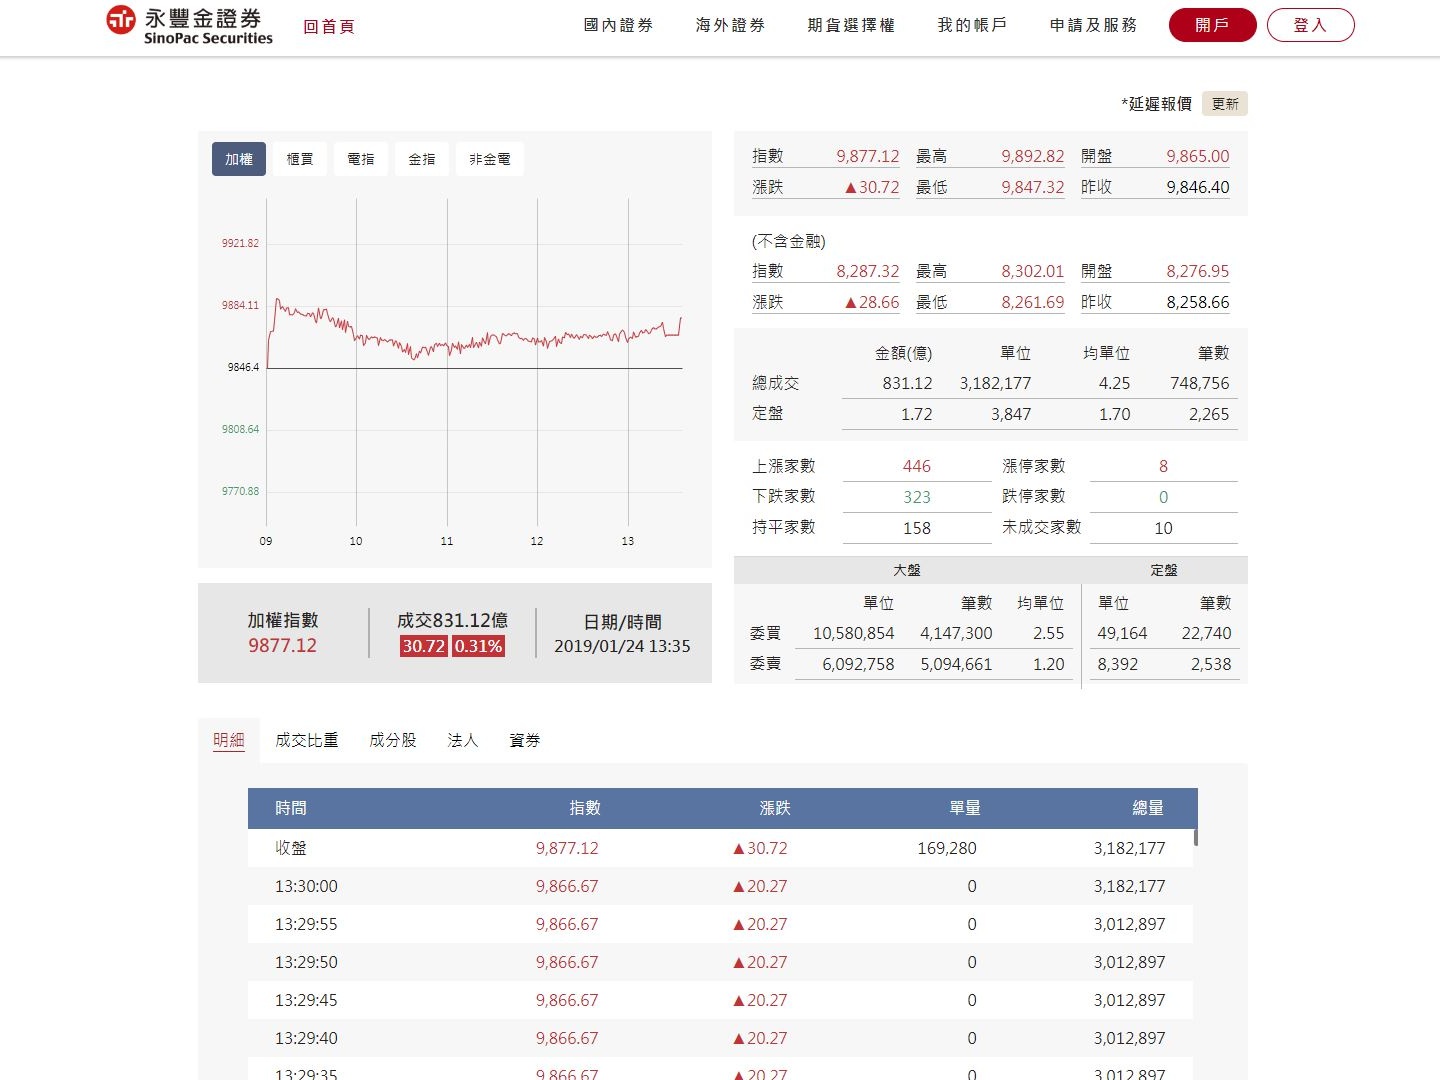 永豐金證券
SinoPac Securities
回首頁
國內證券 海外證券 期貨選擇權 我的帳戶 申請及服務 開戶 登入
*延遲報價 更新
加權 櫃買 電指 金指 非金電
9921.82
9884.11
9846.4
9808.64
9770.88
09 10 11 12 13
加權指數
9877.12
成交831.12億
30.72 0.31%
日期/時間
2019/01/24 13:35
指數 9,877.12 最高 9,892.82 開盤 9,865.00
漲跌 ▲30.72 最低 9,847.32 昨收 9,846.40
(不含金融)
指數 8,287.32 最高 8,302.01 開盤 8,276.95
漲跌 ▲28.66 最低 8,261.69 昨收 8,258.66
金額(億) 單位 均單位 筆數
總成交 831.12 3,182,177 4.25 748,756
定盤 1.72 3,847 1.70 2,265
上漲家數 446 漲停家數 8
下跌家數 323 跌停家數 0
持平家數 158 未成交家數 10
大盤 定盤
單位 筆數 均單位 單位 筆數
委買 10,580,854 4,147,300 2.55 49,164 22,740
委賣 6,092,758 5,094,661 1.20 8,392 2,538
明細 成交比重 成分股 法人 資券
時間 指數 漲跌 單量 總量
收盤 9,877.12 ▲30.72 169,280 3,182,177
13:30:00 9,866.67 ▲20.27 0 3,182,177
13:29:55 9,866.67 ▲20.27 0 3,012,897
13:29:50 9,866.67 ▲20.27 0 3,012,897
13:29:45 9,866.67 ▲20.27 0 3,012,897
13:29:40 9,866.67 ▲20.27 0 3,012,897
13:29:35 9,866.67 ▲20.27 0 3,012,897